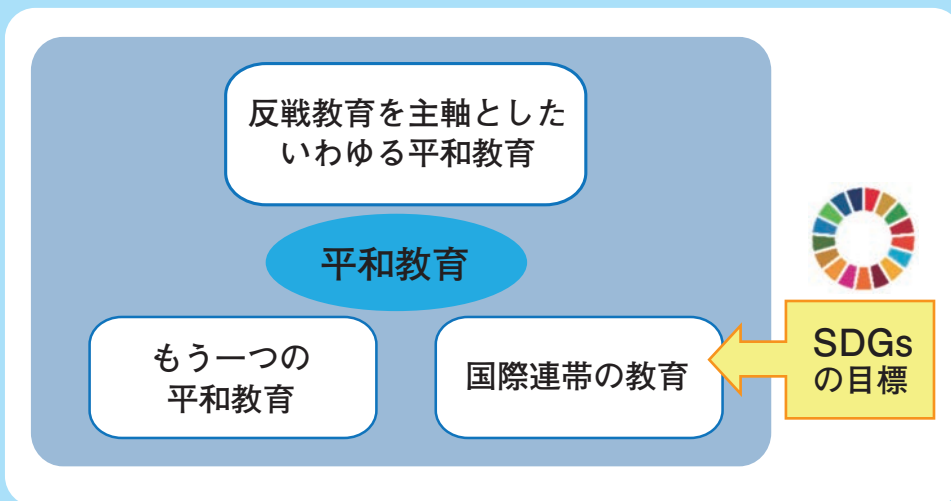 反戦教育を主軸とした
いわゆる平和教育
平和教育
もう一つの
平和教育
国際連帯の教育
SDGs
の目標